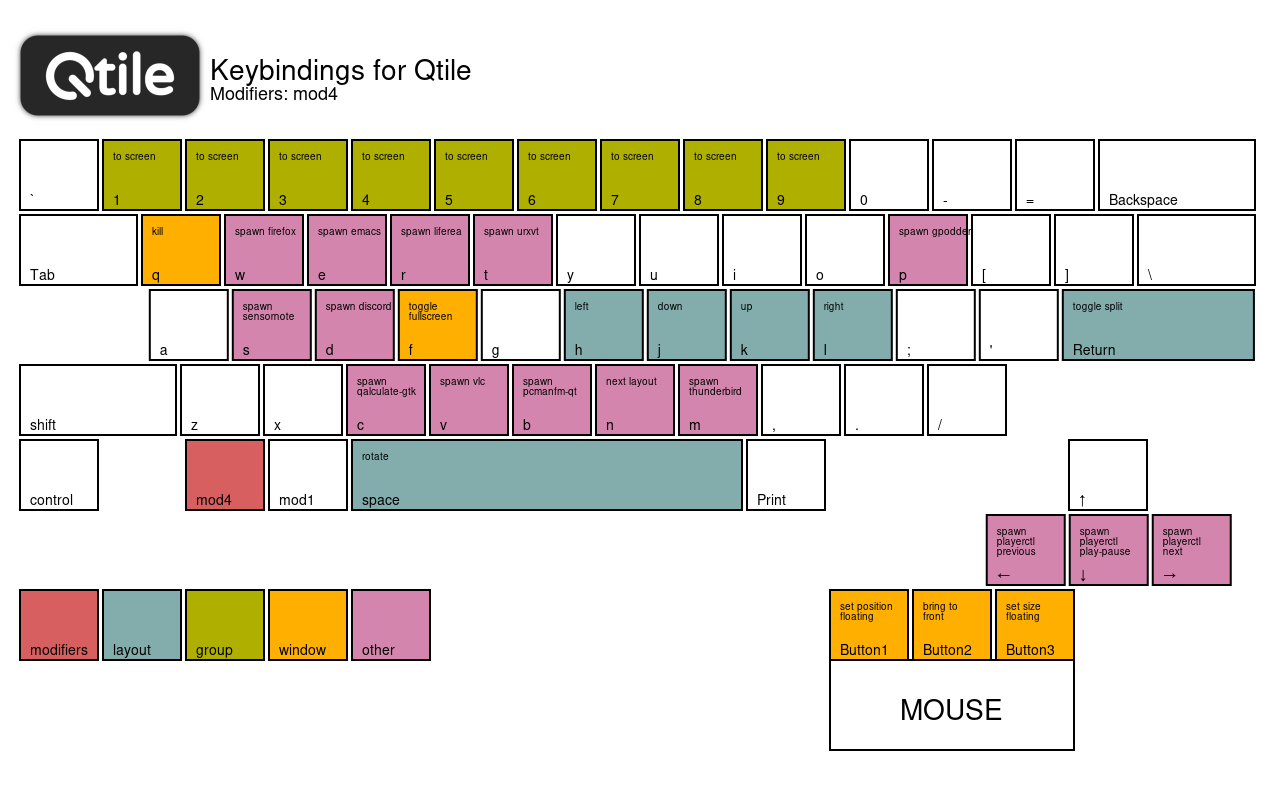 Qtile
Keybindings for Qtile
Modifiers: mod4
to screen to screen to screen to screen to screen to screen to screen to screen to screen
` 1 2 3 4 5 6 7 8 9 0 - = Backspace
kill spawn firefox spawn emacs spawn liferea spawn urxvt spawn gpodder
Tab q w e r t y u i o p [ ] \
spawn spawn discord toggle left down up right toggle split
sensornote fullscreen
a s d f g h j k l ; ' Return
spawn spawn vlc spawn next layout spawn
qalculate-gtk pcmanfm-qt thunderbird
shift z x c v b n m , . /
rotate
control mod4 mod1 space Print ↑
spawn spawn spawn
playerctl playerctl playerctl
previous play-pause next
← ↓ →
set position bring to set size
floating front floating
modifiers layout group window other Button1 Button2 Button3
MOUSE